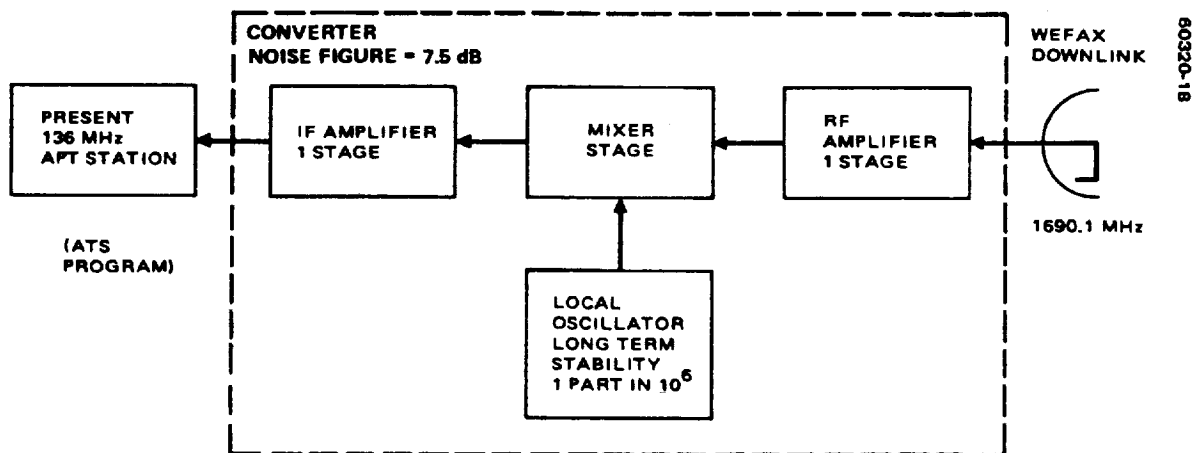 CONVERTER
NOISE FIGURE = 7.5 dB
PRESENT
136 MHz
APT STATION
(ATS
PROGRAM)
IF AMPLIFIER
1 STAGE
MIXER
STAGE
RF
AMPLIFIER
1 STAGE
LOCAL
OSCILLATOR
LONG TERM
STABILITY
1 PART IN 10⁶
WEFAX
DOWNLINK
1690.1 MHz
60320-18